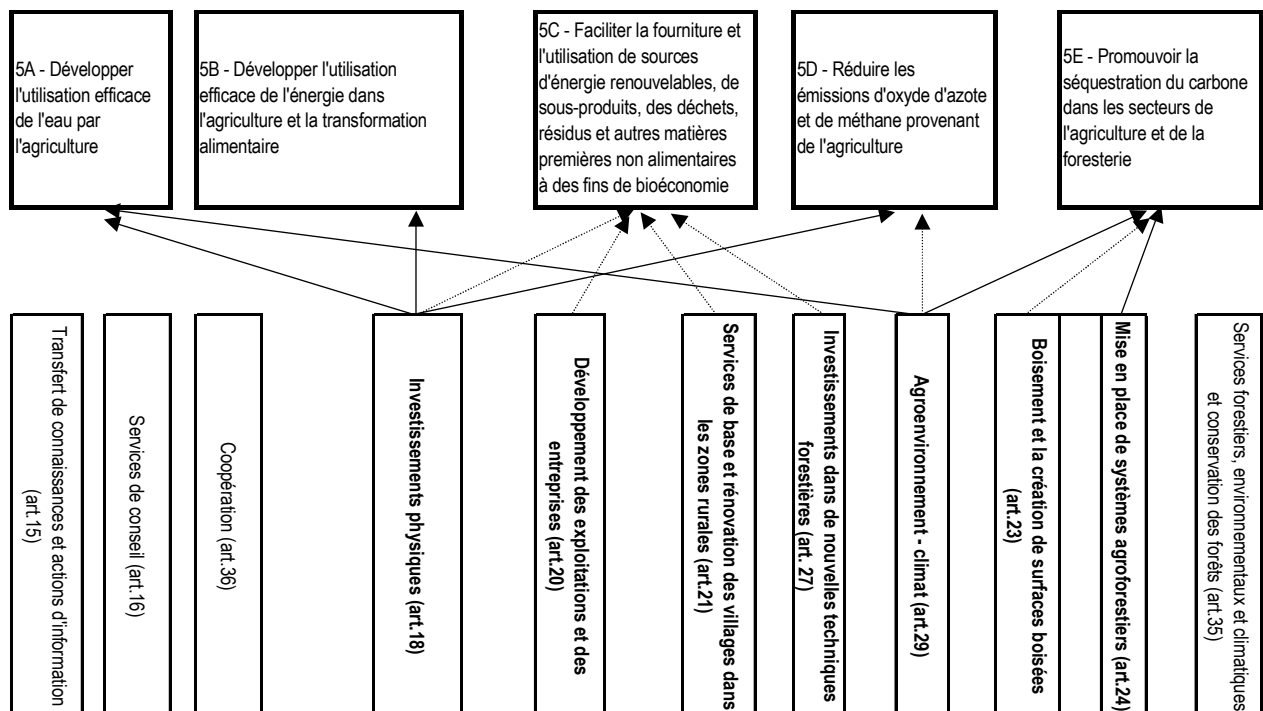 5A - Développer
l'utilisation efficace
de l'eau par
l'agriculture
5B - Développer l'utilisation
efficace de l'énergie dans
l'agriculture et la transformation
alimentaire
5C - Faciliter la fourniture et
l'utilisation de sources
d'énergie renouvelables, de
sous-produits, des déchets,
résidus et autres matières
premières non alimentaires
à des fins de bioéconomie
5D - Réduire les
émissions d'oxyde d'azote
et de méthane provenant
de l'agriculture
5E - Promouvoir la
séquestration du carbone
dans les secteurs de
l'agriculture et de la
foresterie
Transfert de connaissances et actions d'information
(art.15)
Services de conseil (art.16)
Coopération (art.36)
Investissements physiques (art.18)
Développement des exploitations et des
entreprises (art.20)
Services de base et rénovation des villages dans
les zones rurales (art.21)
Investissements dans de nouvelles techniques
forestières (art. 27)
Agroenvironnement - climat (art.29)
Boisement et la création de surfaces boisées
(art.23)
Mise en place de systèmes agroforestiers (art.24)
Services forestiers, environnementaux et climatiques
et conservation des forêts (art.35)